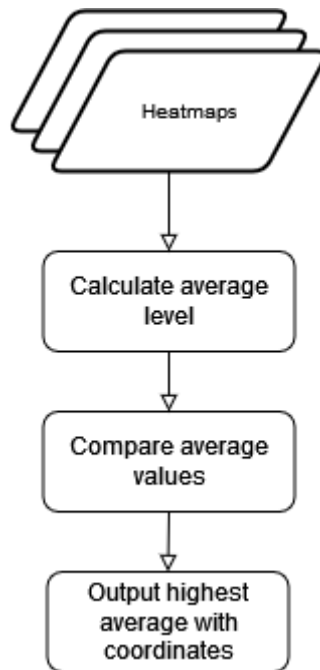 Heatmaps
Calculate average
level
Compare average
values
Output highest
average with
coordinates